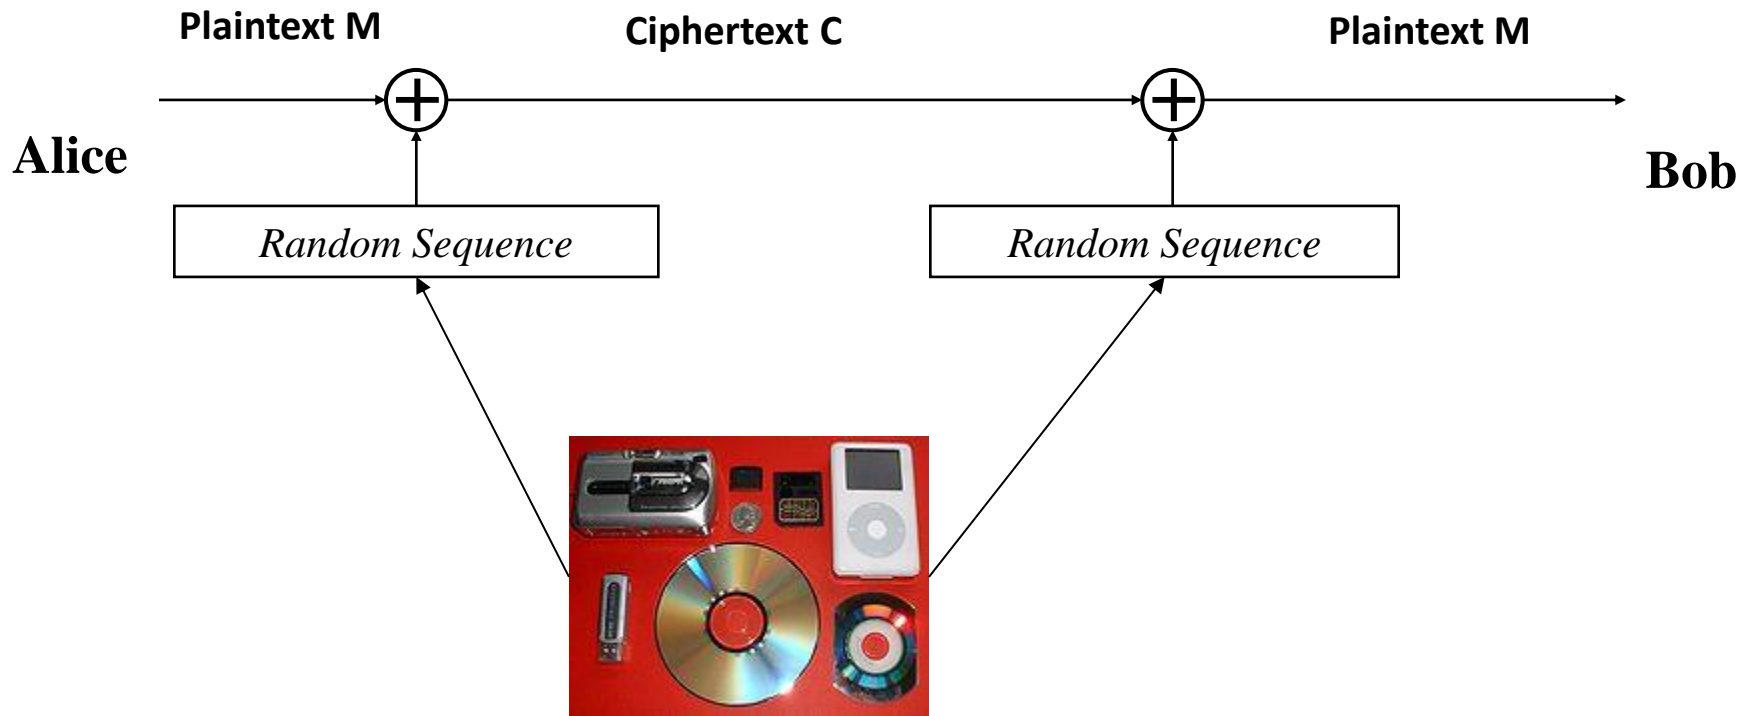 Plaintext M
Ciphertext C
Plaintext M
Alice
Bob
Random Sequence
Random Sequence